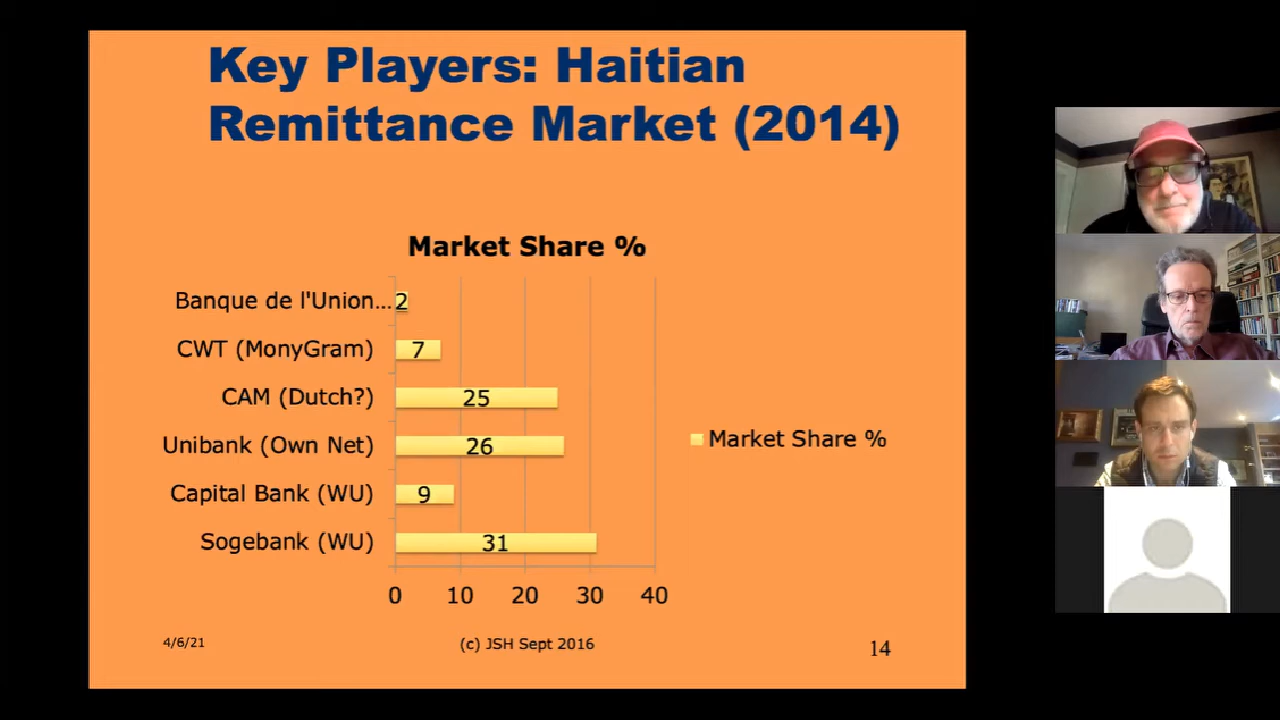 Key Players: Haitian
Remittance Market (2014)
Market Share %
Banque de l'Union... 2
CWT (MonyGram) 7
CAM (Dutch?) 25
Unibank (Own Net) 26
Capital Bank (WU) 9
Sogebank (WU) 31
Market Share %
0 10 20 30 40
4/6/21
(c) JSH Sept 2016
14